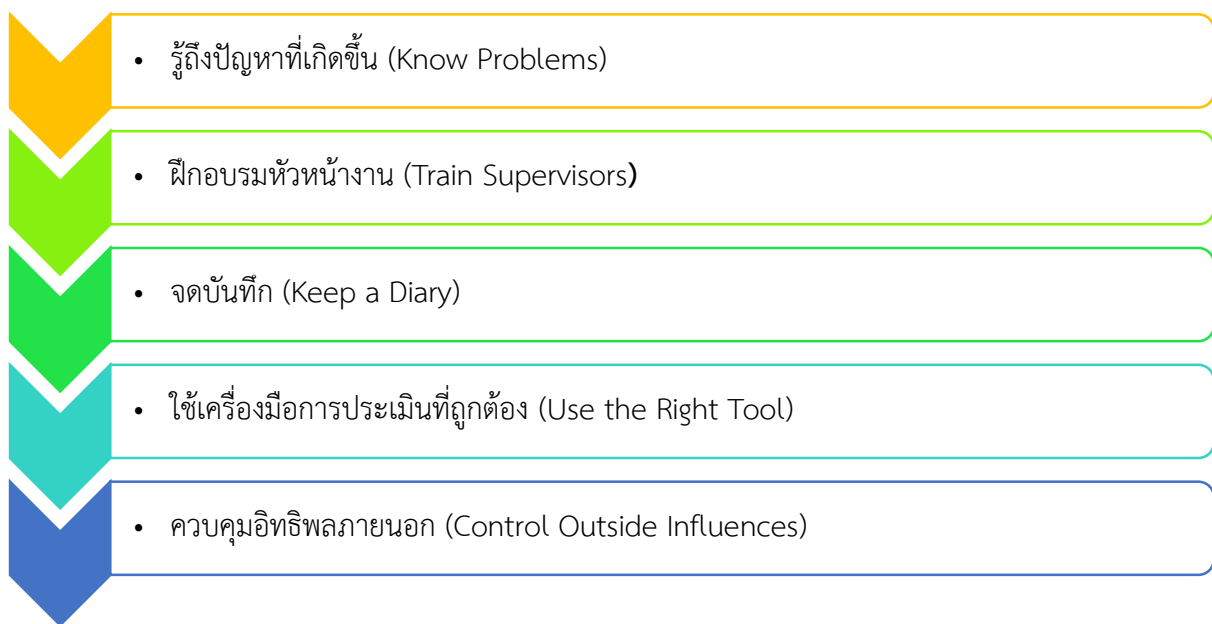 • รู้ถึงปัญหาที่เกิดขึ้น (Know Problems)
• ฝึกอบรมหัวหน้างาน (Train Supervisors)
• จดบันทึก (Keep a Diary)
• ใช้เครื่องมือการประเมินที่ถูกต้อง (Use the Right Tool)
• ควบคุมอิทธิพลภายนอก (Control Outside Influences)